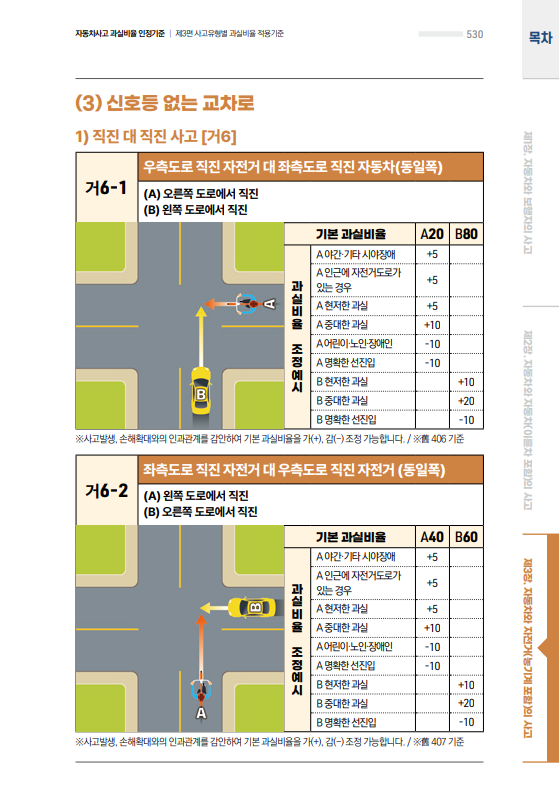 자동차사고 과실비율 인정기준 | 제3편 사고유형별 과실비율 적용기준
530
목차
(3) 신호등 없는 교차로
1) 직진 대 직진 사고 [거6]
거6-1
우측도로 직진 자전거 대 좌측도로 직진 자동차(동일폭)
(A) 오른쪽 도로에서 직진
(B) 왼쪽 도로에서 직진
A
B
기본 과실비율 A20 B80
과실비율 조정예시
A 야간·기타 시야장애 +5
A 인근에 자전거도로가
있는 경우 +5
A 현저한 과실 +5
A 중대한 과실 +10
A 어린이·노인·장애인 -10
A 명확한 선진입 -10
B 현저한 과실 +10
B 중대한 과실 +20
B 명확한 선진입 -10
※사고발생, 손해확대와의 인과관계를 감안하여 기본 과실비율을 가(+), 감(-) 조정 가능합니다. / ※舊 406 기준
거6-2
좌측도로 직진 자전거 대 우측도로 직진 자전거 (동일폭)
(A) 왼쪽 도로에서 직진
(B) 오른쪽 도로에서 직진
B
A
기본 과실비율 A40 B60
과실비율 조정예시
A 야간·기타 시야장애 +5
A 인근에 자전거도로가
있는 경우 +5
A 현저한 과실 +5
A 중대한 과실 +10
A 어린이·노인·장애인 -10
A 명확한 선진입 -10
B 현저한 과실 +10
B 중대한 과실 +20
B 명확한 선진입 -10
※사고발생, 손해확대와의 인과관계를 감안하여 기본 과실비율을 가(+), 감(-) 조정 가능합니다. / ※舊 407 기준
제1장. 자동차와 보행자의 사고
제2장. 자동차와 자동차(이륜차 포함)의 사고
제3장. 자동차와 자전거(농기계 포함)의 사고